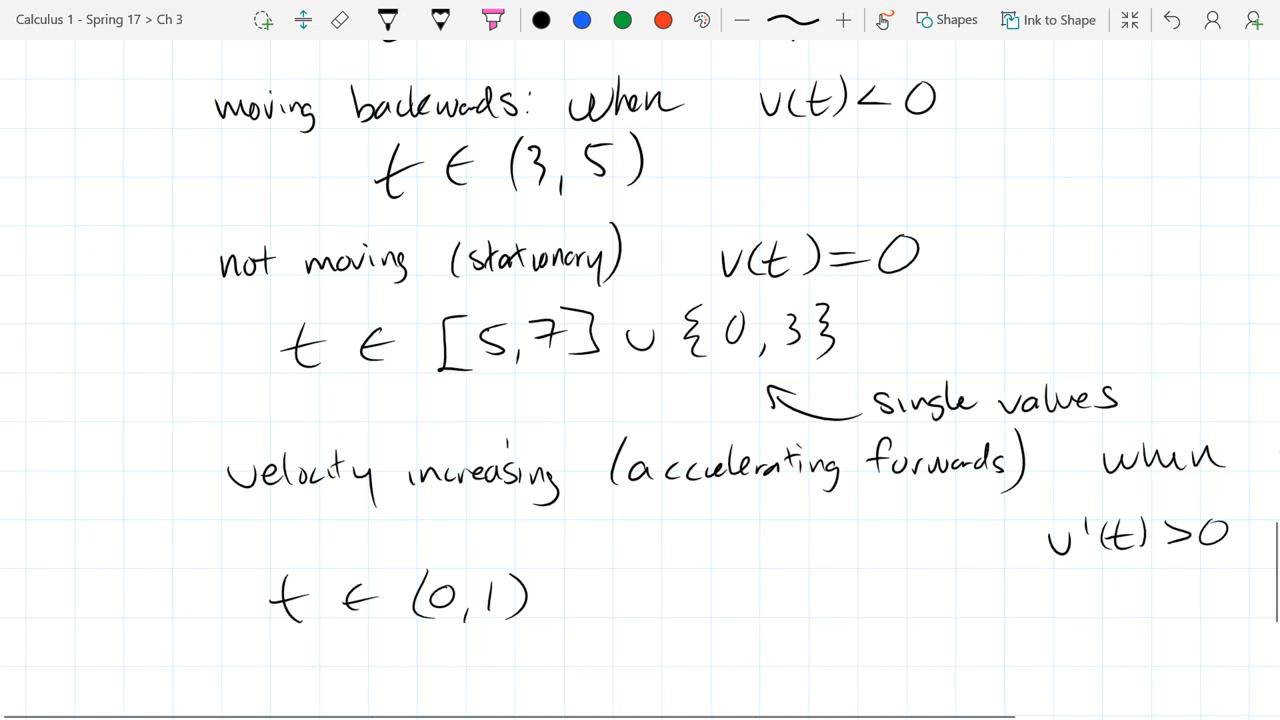 Calculus 1 - Spring 17 > Ch 3
Shapes
Ink to Shape
moving backwards: when v(t) < 0
t ∈ (3, 5)
not moving (stationary) v(t) = 0
t ∈ [5, 7] ∪ {0, 3}
single values
velocity increasing (accelerating forwards) when
v'(t) > 0
t ∈ (0, 1)